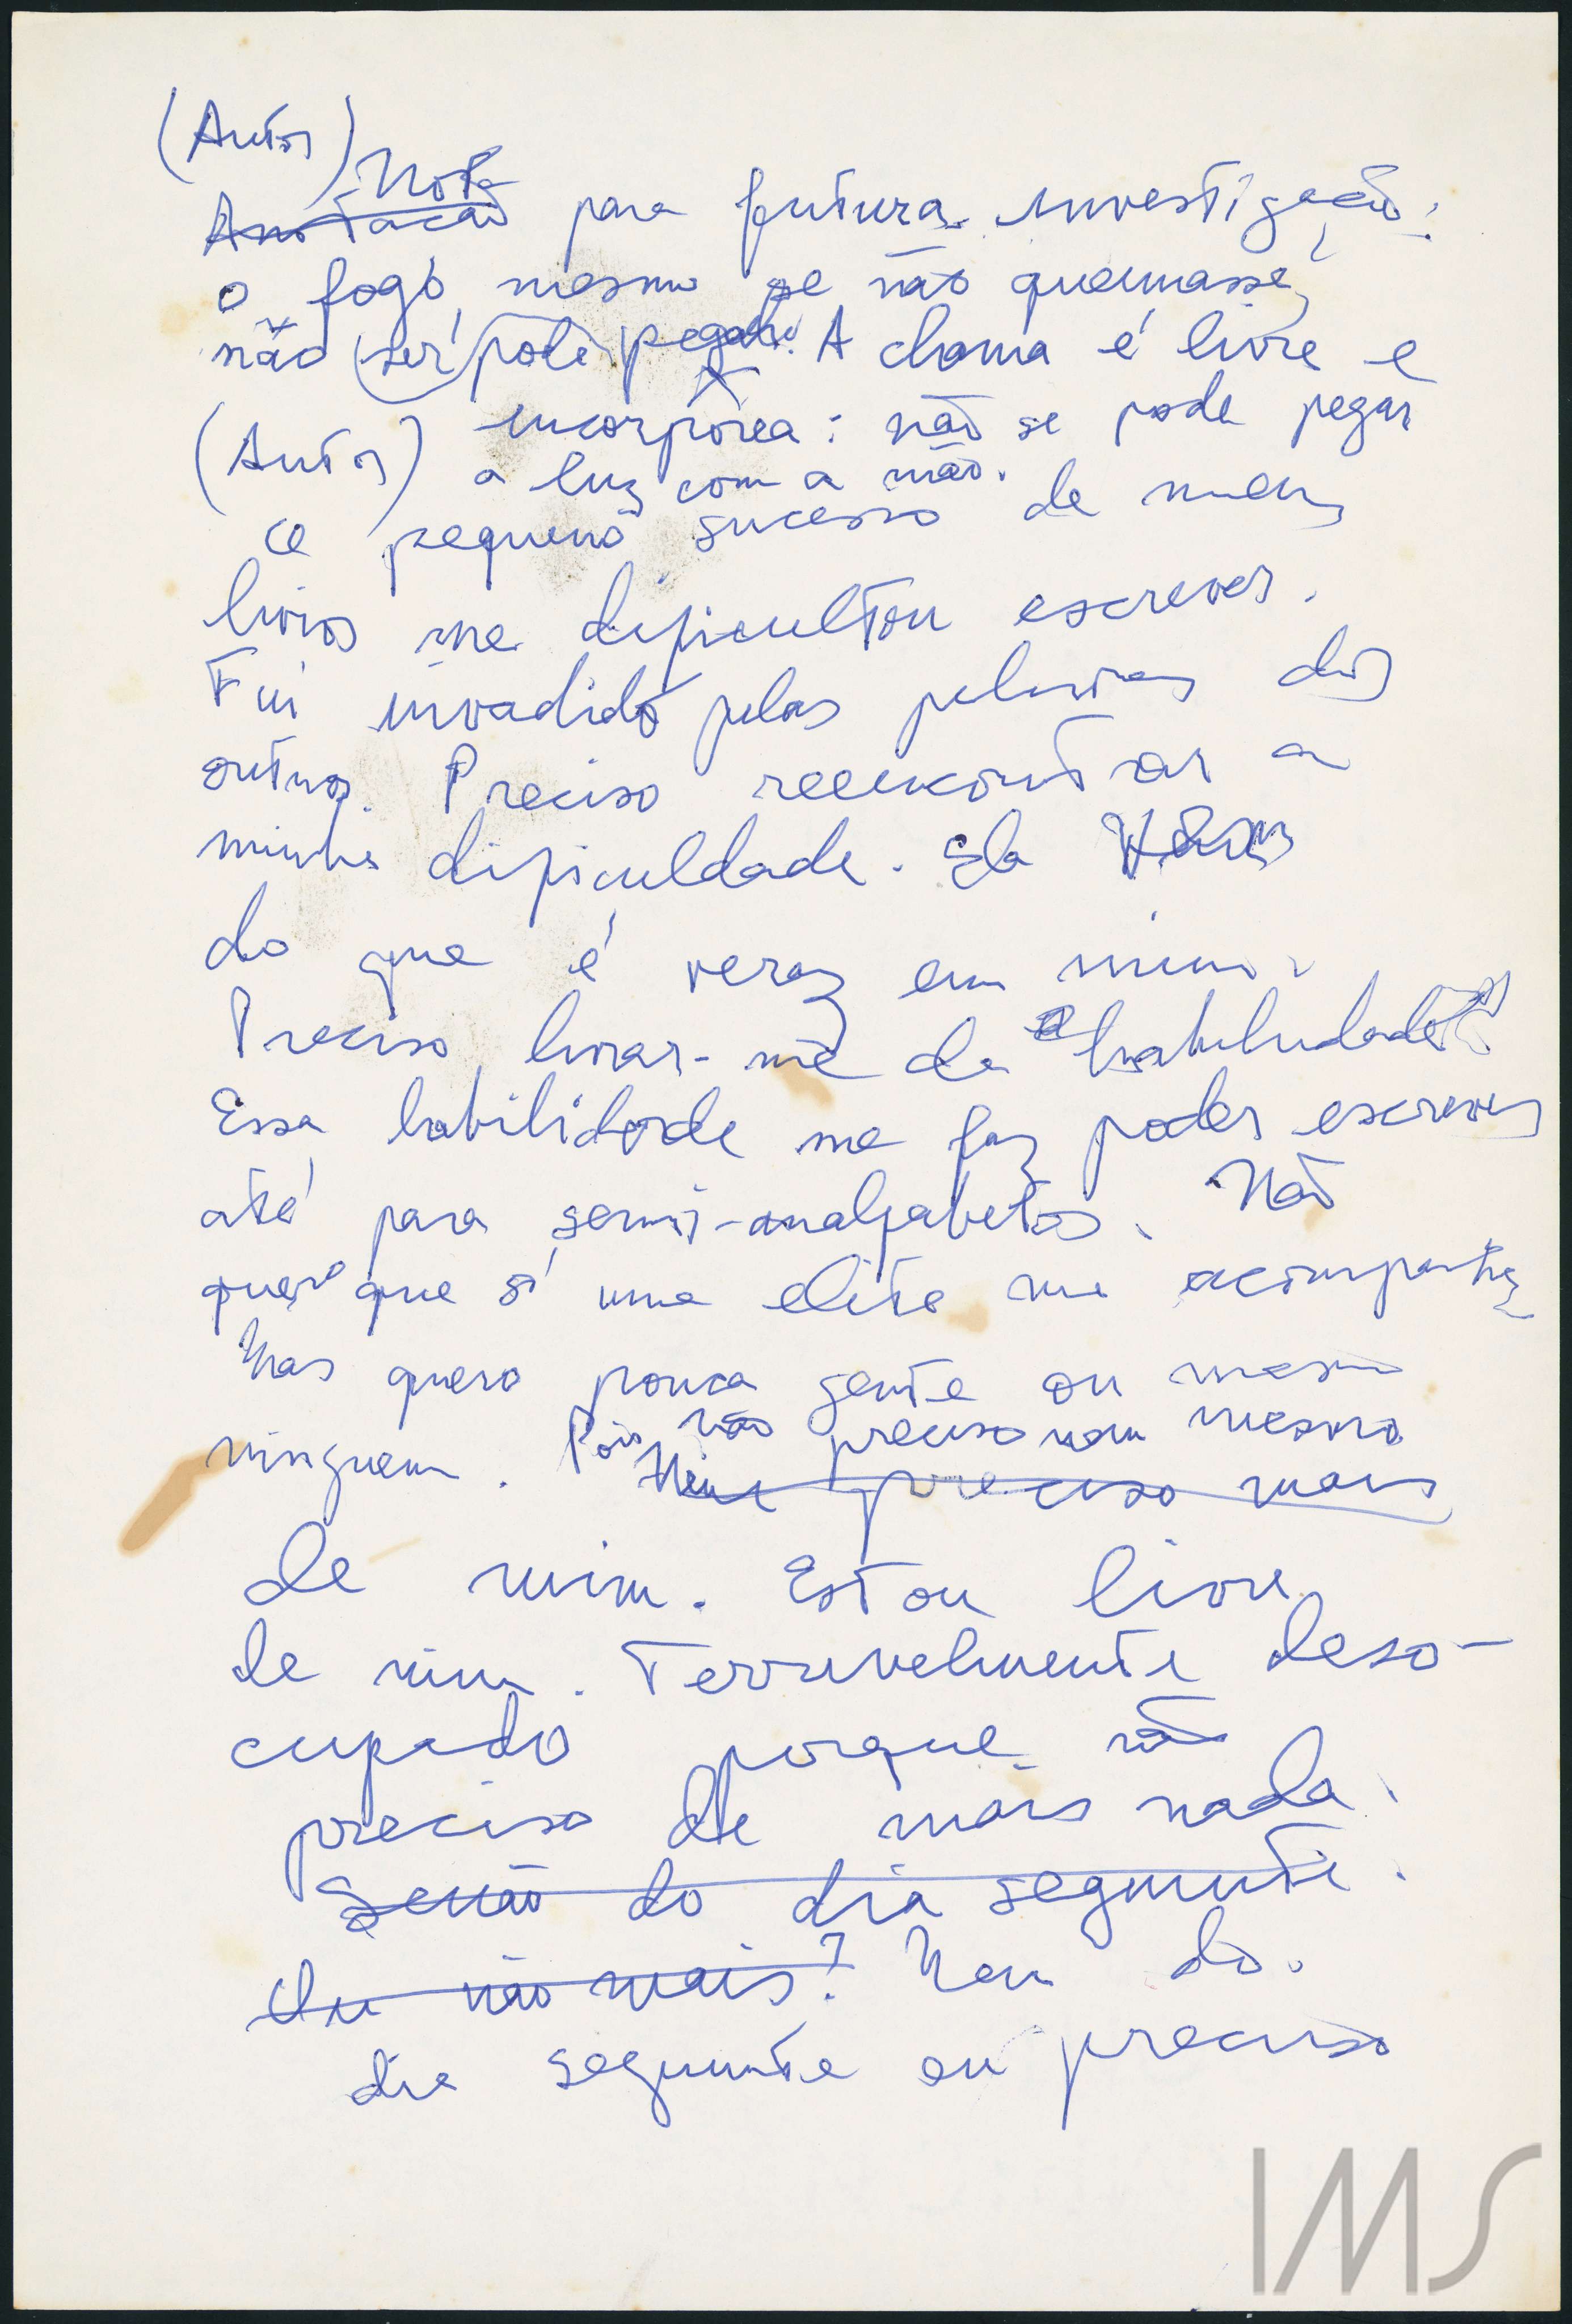 (Autor)
Nota
Anotação para futura investigação:
o fogo, mesmo se não queimasse,
não pode ser pegado. A chama é livre e
incorpórea: não se pode pegar
(Autor) a luz com a mão.
O pequeno sucesso de meus
livros me dificultou escrever.
Fui invadido pelas palavras dos
outros. Preciso reencontrar a
minha dificuldade. Ela
do que é veraz em mim.
Preciso livrar-me da habilidade.
Essa habilidade me faz poder escrever
até para semi-analfabetos. Não
quero que só uma elite me acompanhe
Mas quero pouca gente ou mesmo
ninguem. Pois não preciso nem mesmo
Nem preciso mais
de mim. Estou livre
de mim. Terrivelmente deso-
cupado porque não
preciso de mais nada.
Senão do dia seguinte.
Ou não mais? Nem do
dia seguinte eu preciso
IMS